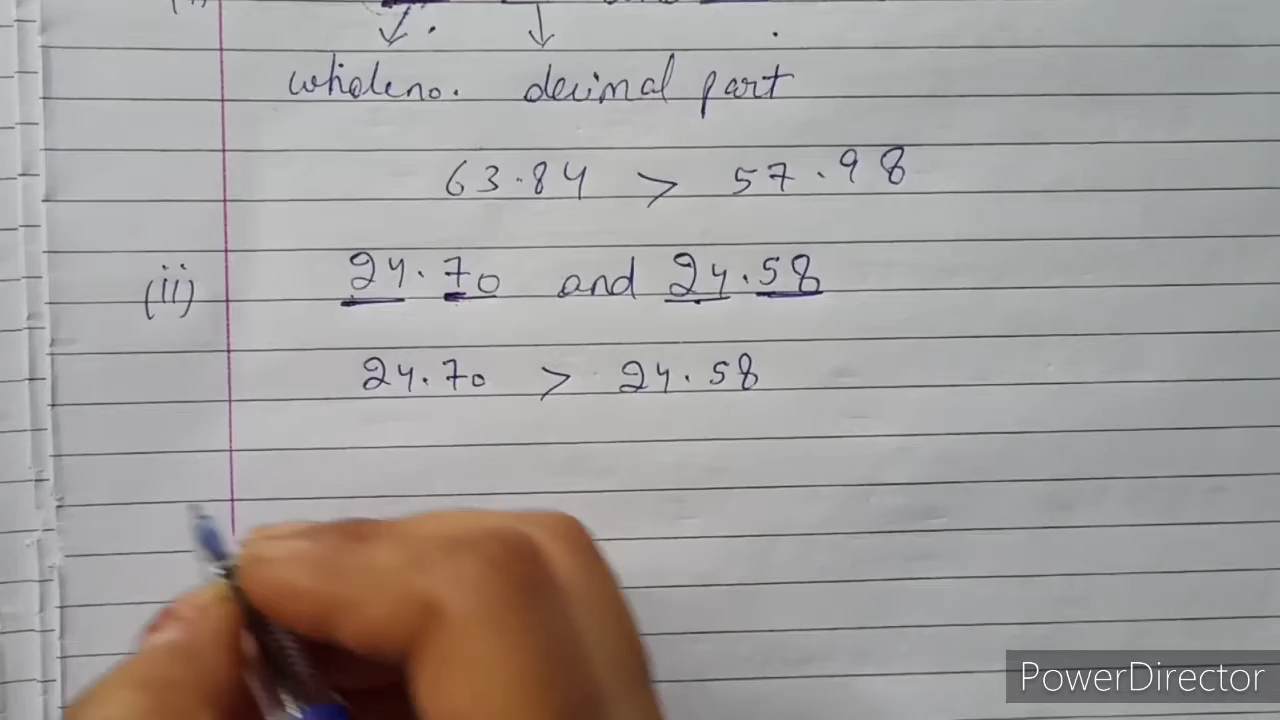 wholeno. decimal part
63.84 > 57.98
(ii) 24.70 and 24.58
24.70 > 24.58
PowerDirector